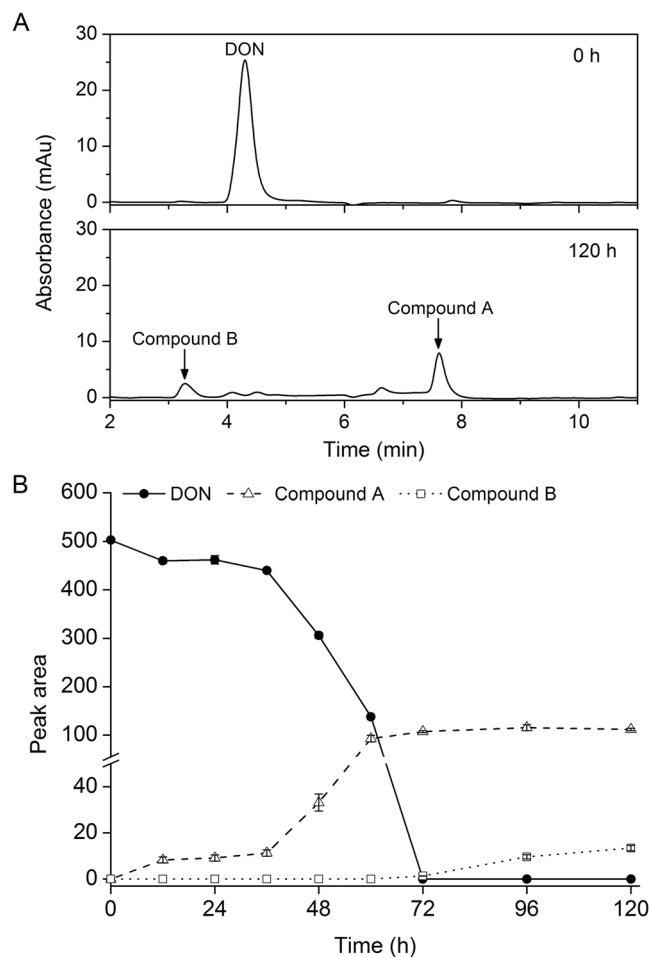 A
DON
0 h
30
20
10
0
Absorbance (mAu)
120 h
Compound B
Compound A
30
20
10
0
2 4 6 8 10
Time (min)
B
DON Compound A Compound B
600
500
400
300
200
100
40
20
0
Peak area
0 24 48 72 96 120
Time (h)